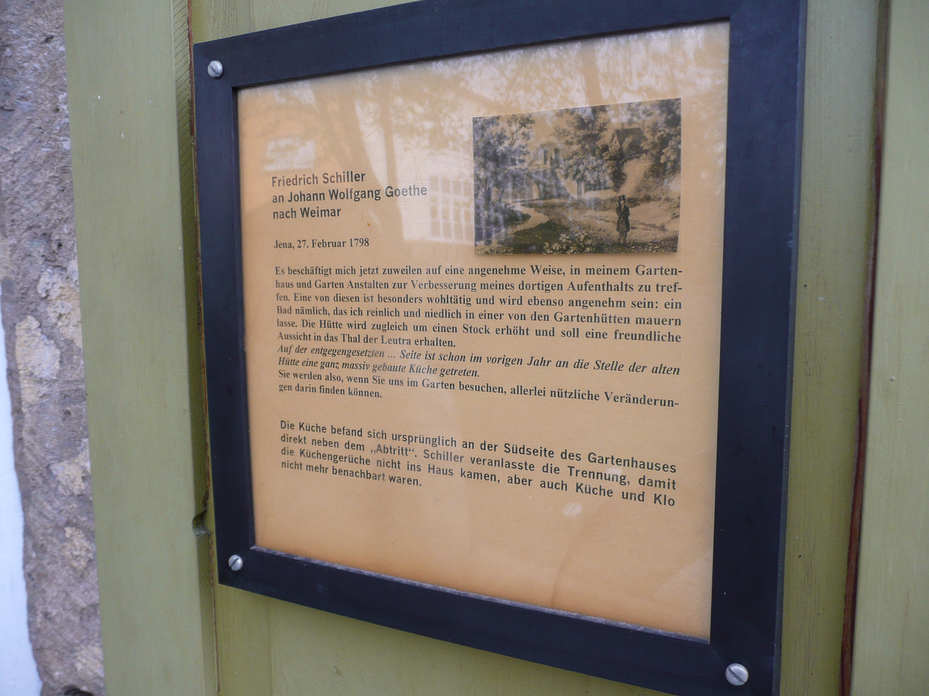 Friedrich Schiller
an Johann Wolfgang Goethe
nach Weimar
Jena, 27. Februar 1798
Es beschäftigt mich jetzt zuweilen auf eine angenehme Weise, in meinem Garten-
haus und Garten Anstalten zur Verbesserung meines dortigen Aufenthalts zu tref-
fen. Eine von diesen ist besonders wohltätig und wird ebenso angenehm sein: ein
Bad nämlich, das ich reinlich und niedlich in einer von den Gartenhütten mauern
lasse. Die Hütte wird zugleich um einen Stock erhöht und soll eine freundliche
Aussicht in das Thal der Leutra erhalten.
Auf der entgegengesetzten ... Seite ist schon im vorigen Jahr an die Stelle der alten
Hütte eine ganz massiv gebaute Küche getreten.
Sie werden also, wenn Sie uns im Garten besuchen, allerlei nützliche Veränderun-
gen darin finden können.
Die Küche befand sich ursprünglich an der Südseite des Gartenhauses
direkt neben dem „Abtritt“. Schiller veranlasste die Trennung, damit
die Küchengerüche nicht ins Haus kamen, aber auch Küche und Klo
nicht mehr benachbart waren.